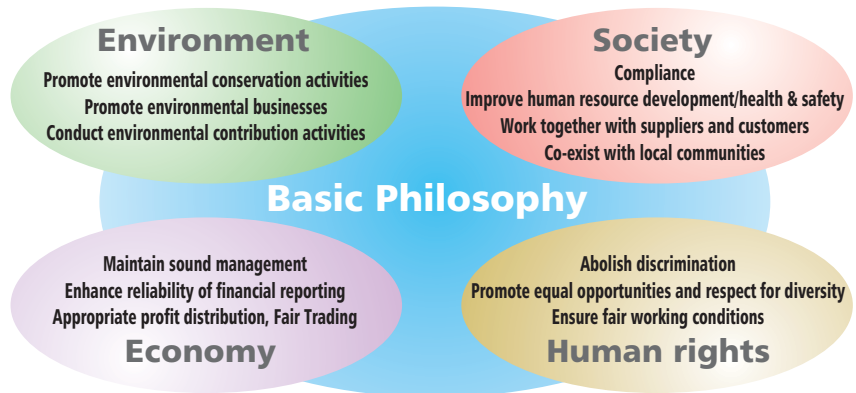 Environment
Promote environmental conservation activities
Promote environmental businesses
Conduct environmental contribution activities
Society
Compliance
Improve human resource development/health & safety
Work together with suppliers and customers
Co-exist with local communities
Basic Philosophy
Maintain sound management
Enhance reliability of financial reporting
Appropriate profit distribution, Fair Trading
Economy
Abolish discrimination
Promote equal opportunities and respect for diversity
Ensure fair working conditions
Human rights